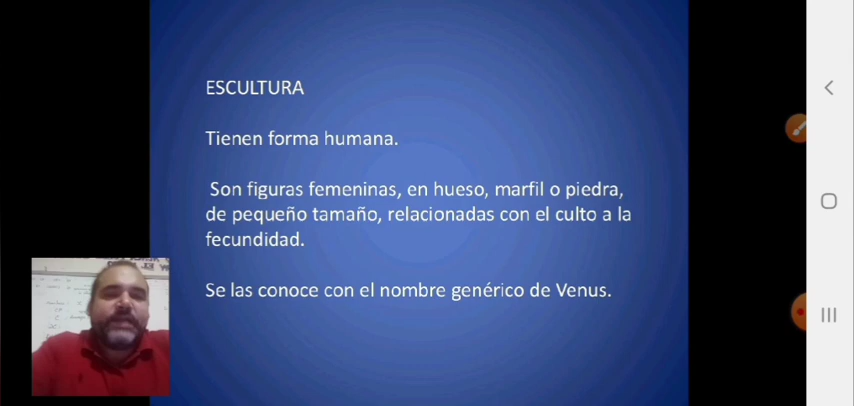 ESCULTURA
Tienen forma humana.
Son figuras femeninas, en hueso, marfil o piedra,
de pequeño tamaño, relacionadas con el culto a la
fecundidad.
Se las conoce con el nombre genérico de Venus.